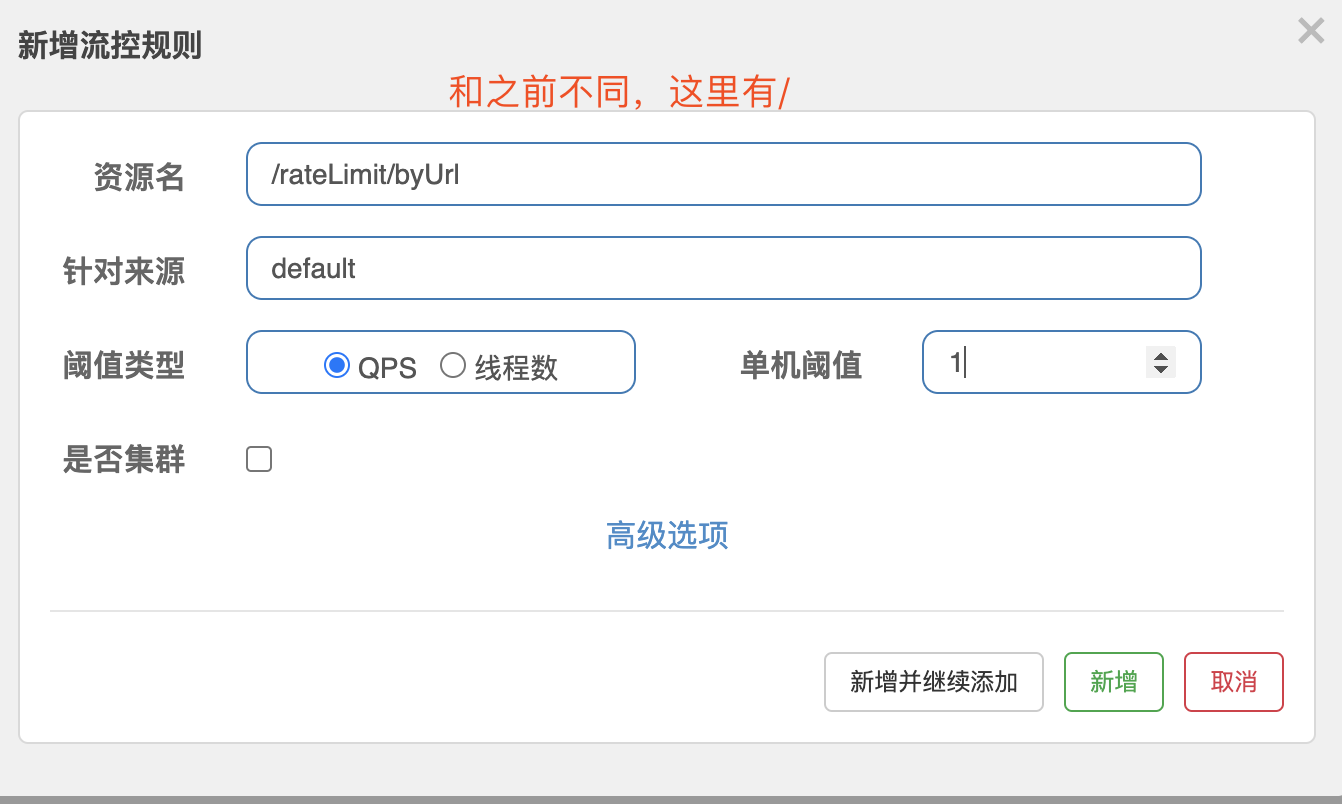 新增流控规则
×
和之前不同，这里有/
资源名 /rateLimit/byUrl
针对来源 default
阈值类型 QPS 线程数 单机阈值 1
是否集群
高级选项
新增并继续添加 新增 取消